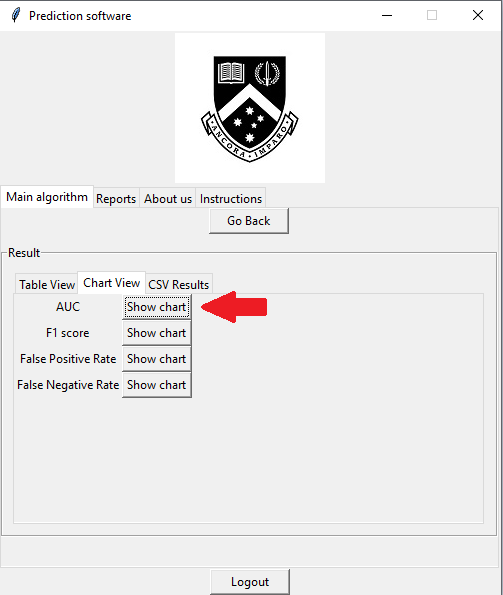 Prediction software
ANCORA IMPARO
Main algorithm Reports About us Instructions
Go Back
Result
Table View Chart View CSV Results
AUC Show chart
F1 score Show chart
False Positive Rate Show chart
False Negative Rate Show chart
Logout